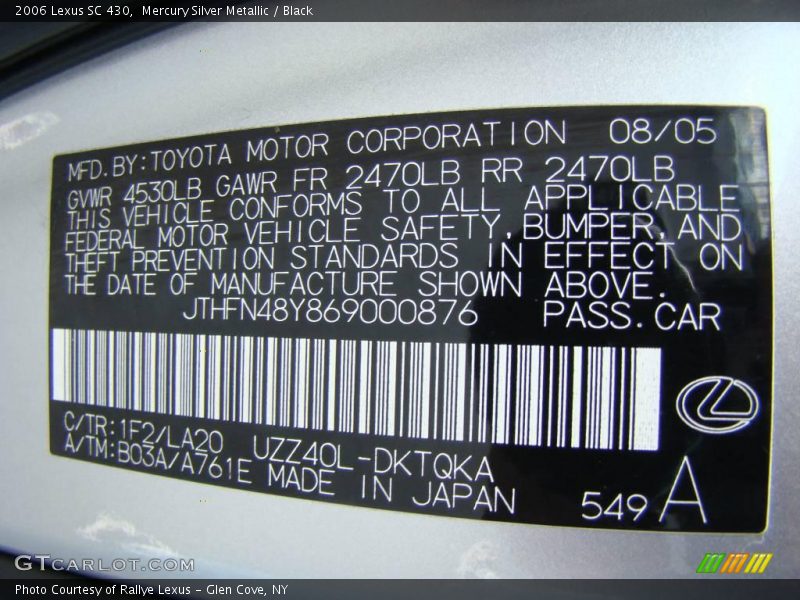 2006 Lexus SC 430,  Mercury Silver Metallic / Black
MFD. BY: TOYOTA MOTOR CORPORATION 08/05
GVWR 4530LB GAWR FR 2470LB RR 2470LB
THIS VEHICLE CONFORMS TO ALL APPLICABLE
FEDERAL MOTOR VEHICLE SAFETY, BUMPER, AND
THEFT PREVENTION STANDARDS IN EFFECT ON
THE DATE OF MANUFACTURE SHOWN ABOVE.
JTHFN48Y869000876 PASS. CAR
C/TR: 1F2/LA20 UZZ40L-DKTQKA
A/TM: B03A/A761E MADE IN JAPAN 549 A
GTCARLOT.COM
Photo Courtesy of Rallye Lexus - Glen Cove, NY